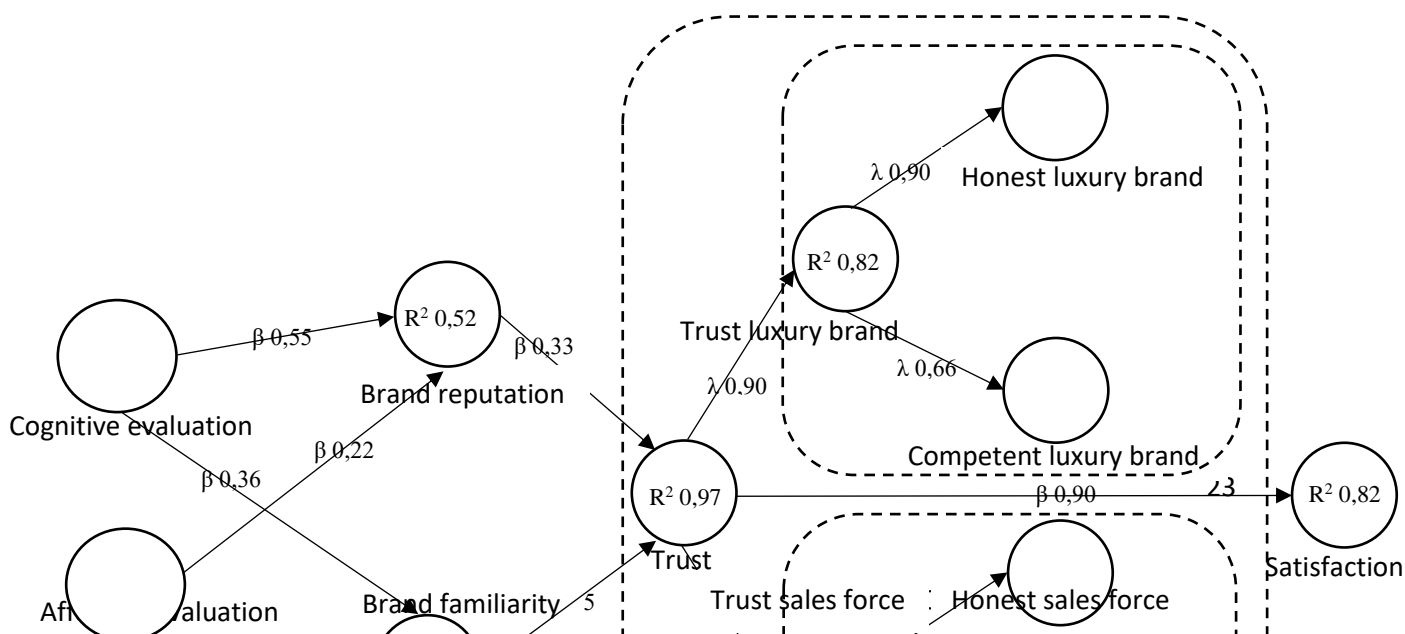 λ 0,90
Honest luxury brand
R² 0,82
Trust luxury brand
R² 0,52
β 0,55
β 0,33
λ 0,66
λ 0,90
Brand reputation
Cognitive evaluation
β 0,22
Competent luxury brand
β 0,36
R² 0,97
β 0,90
23
R² 0,82
Trust
Satisfaction
Brand familiarity
5
Trust sales force
Honest sales force